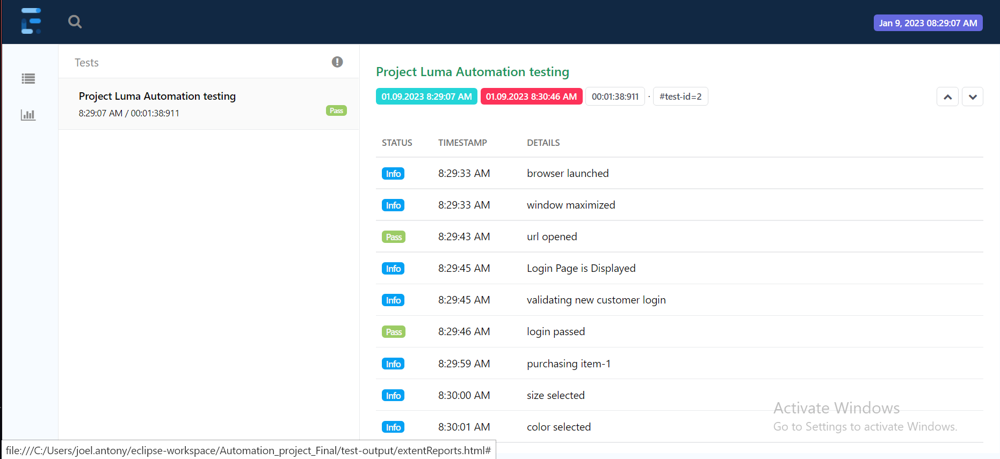 Jan 9, 2023 08:29:07 AM
Tests
Project Luma Automation testing
8:29:07 AM / 00:01:38:911
Pass
Project Luma Automation testing
01.09.2023 8:29:07 AM 01.09.2023 8:30:46 AM 00:01:38:911 · #test-id=2
STATUS TIMESTAMP DETAILS
Info 8:29:33 AM browser launched
Info 8:29:33 AM window maximized
Pass 8:29:43 AM url opened
Info 8:29:45 AM Login Page is Displayed
Info 8:29:45 AM validating new customer login
Pass 8:29:46 AM login passed
Info 8:29:59 AM purchasing item-1
Info 8:30:00 AM size selected
Info 8:30:01 AM color selected
Activate Windows
Go to Settings to activate Windows.
file:///C:/Users/joel.antony/eclipse-workspace/Automation_project_Final/test-output/extentReports.html#